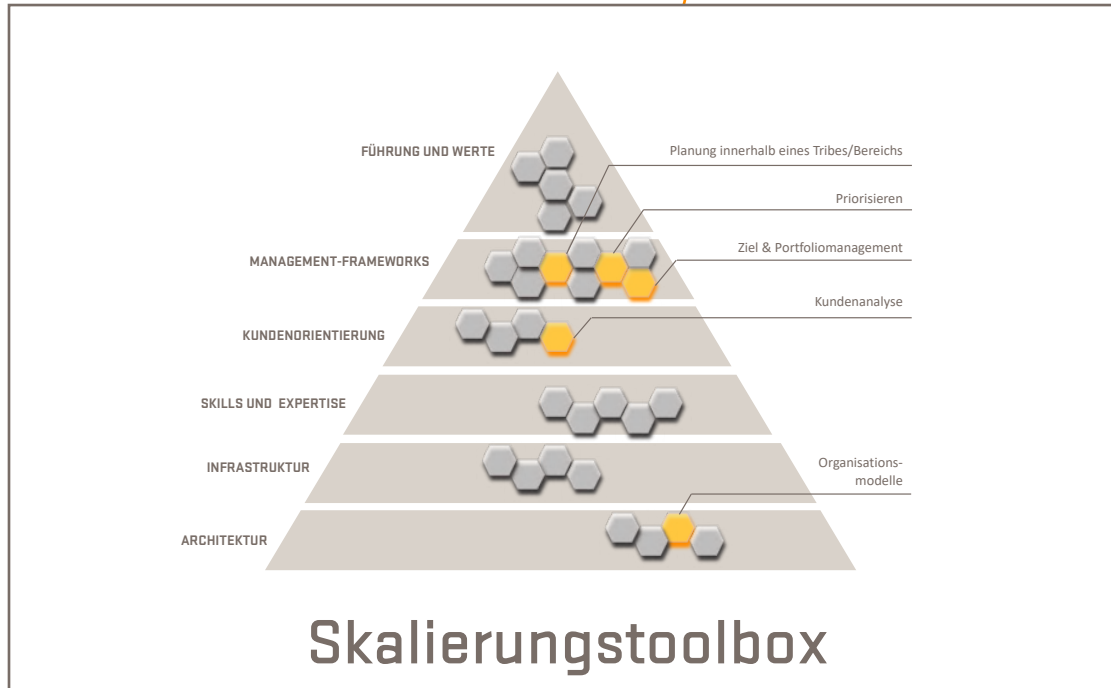 FÜHRUNG UND WERTE
Planung innerhalb eines Tribes/Bereichs
Priorisieren
MANAGEMENT-FRAMEWORKS
Ziel & Portfoliomanagement
KUNDENORIENTIERUNG
Kundenanalyse
SKILLS UND EXPERTISE
INFRASTRUKTUR
Organisations-
modelle
ARCHITEKTUR
Skalierungstoolbox